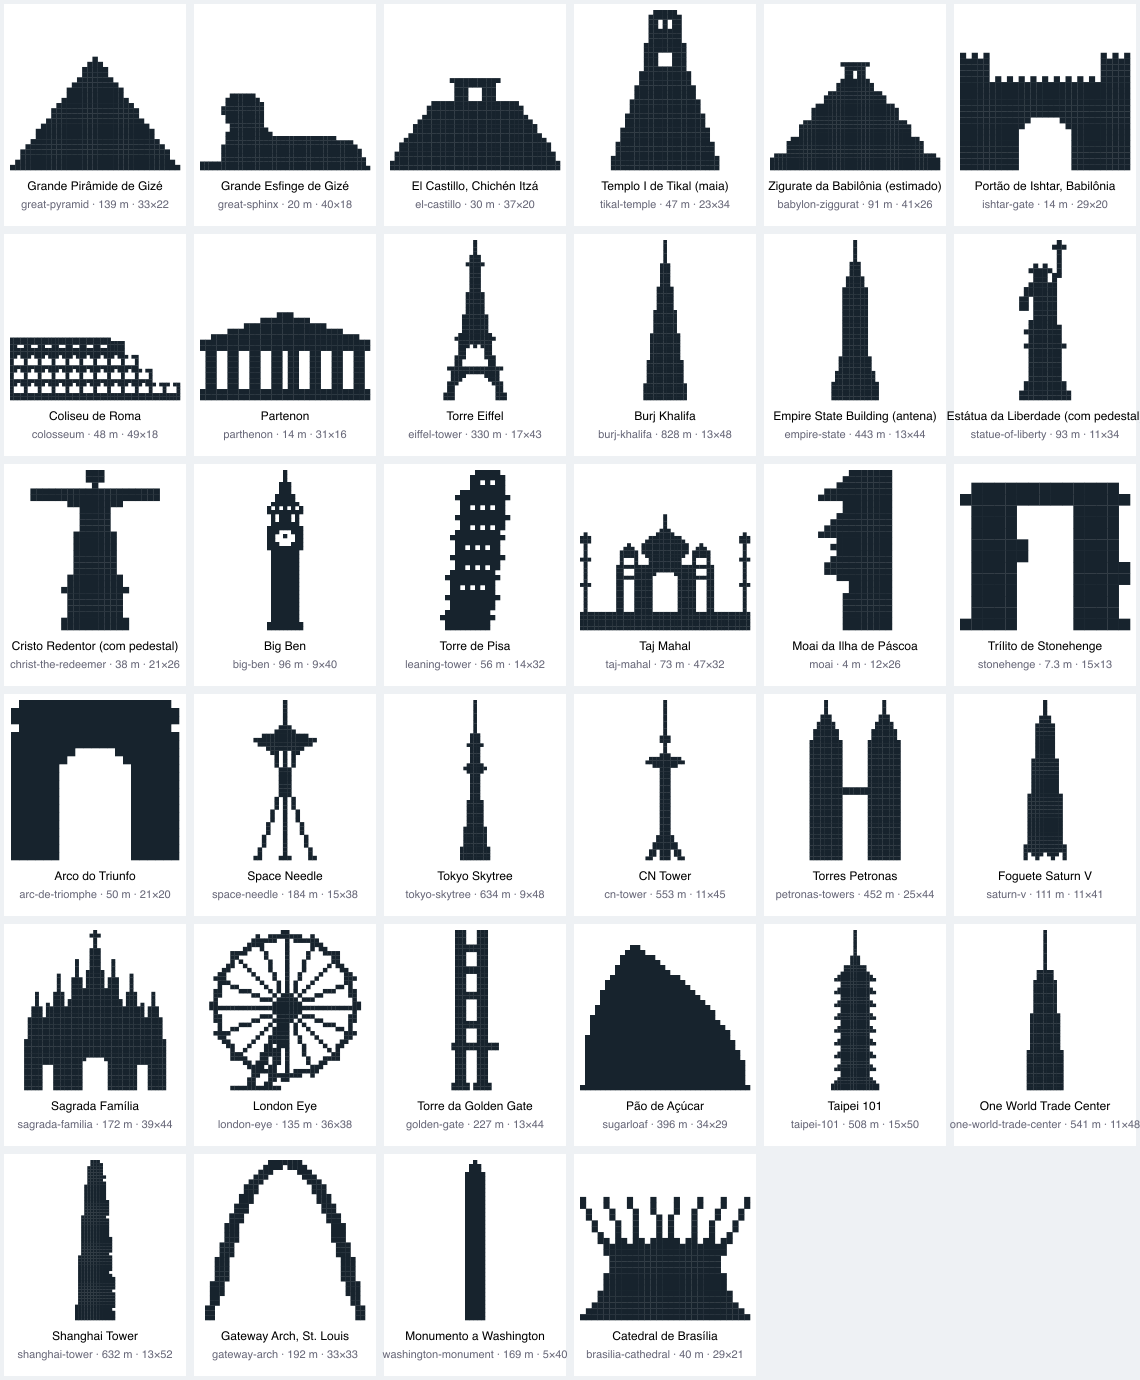 Grande Pirâmide de Gizé
great-pyramid · 139 m · 33×22
Grande Esfinge de Gizé
great-sphinx · 20 m · 40×18
El Castillo, Chichén Itzá
el-castillo · 30 m · 37×20
Templo I de Tikal (maia)
tikal-temple · 47 m · 23×34
Zigurate da Babilônia (estimado)
babylon-ziggurat · 91 m · 41×26
Portão de Ishtar, Babilônia
ishtar-gate · 14 m · 29×20
Coliseu de Roma
colosseum · 48 m · 49×18
Partenon
parthenon · 14 m · 31×16
Torre Eiffel
eiffel-tower · 330 m · 17×43
Burj Khalifa
burj-khalifa · 828 m · 13×48
Empire State Building (antena)
empire-state · 443 m · 13×44
Estátua da Liberdade (com pedestal
statue-of-liberty · 93 m · 11×34
Cristo Redentor (com pedestal)
christ-the-redeemer · 38 m · 21×26
Big Ben
big-ben · 96 m · 9×40
Torre de Pisa
leaning-tower · 56 m · 14×32
Taj Mahal
taj-mahal · 73 m · 47×32
Moai da Ilha de Páscoa
moai · 4 m · 12×26
Trílito de Stonehenge
stonehenge · 7.3 m · 15×13
Arco do Triunfo
arc-de-triomphe · 50 m · 21×20
Space Needle
space-needle · 184 m · 15×38
Tokyo Skytree
tokyo-skytree · 634 m · 9×48
CN Tower
cn-tower · 553 m · 11×45
Torres Petronas
petronas-towers · 452 m · 25×44
Foguete Saturn V
saturn-v · 111 m · 11×41
Sagrada Família
sagrada-familia · 172 m · 39×44
London Eye
london-eye · 135 m · 36×38
Torre da Golden Gate
golden-gate · 227 m · 13×44
Pão de Açúcar
sugarloaf · 396 m · 34×29
Taipei 101
taipei-101 · 508 m · 15×50
One World Trade Center
one-world-trade-center · 541 m · 11×48
Shanghai Tower
shanghai-tower · 632 m · 13×52
Gateway Arch, St. Louis
gateway-arch · 192 m · 33×33
Monumento a Washington
washington-monument · 169 m · 5×40
Catedral de Brasília
brasilia-cathedral · 40 m · 29×21